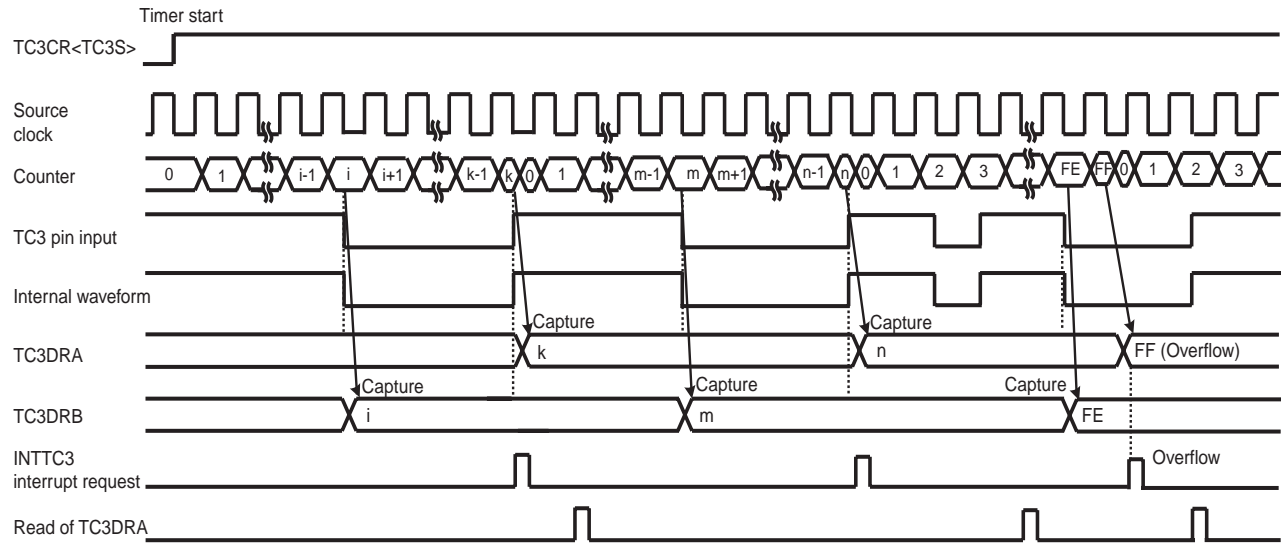 Timer start
TC3CR<TC3S>
Source
clock
Counter
0 1 i-1 i i+1 k-1 k 0 1 m-1 m m+1 n-1 n 0 1 2 3 FE FF 0 1 2 3
TC3 pin input
Internal waveform
Capture Capture
TC3DRA
k n FF (Overflow)
Capture Capture Capture
TC3DRB
i m FE
INTTC3
interrupt request
Overflow
Read of TC3DRA